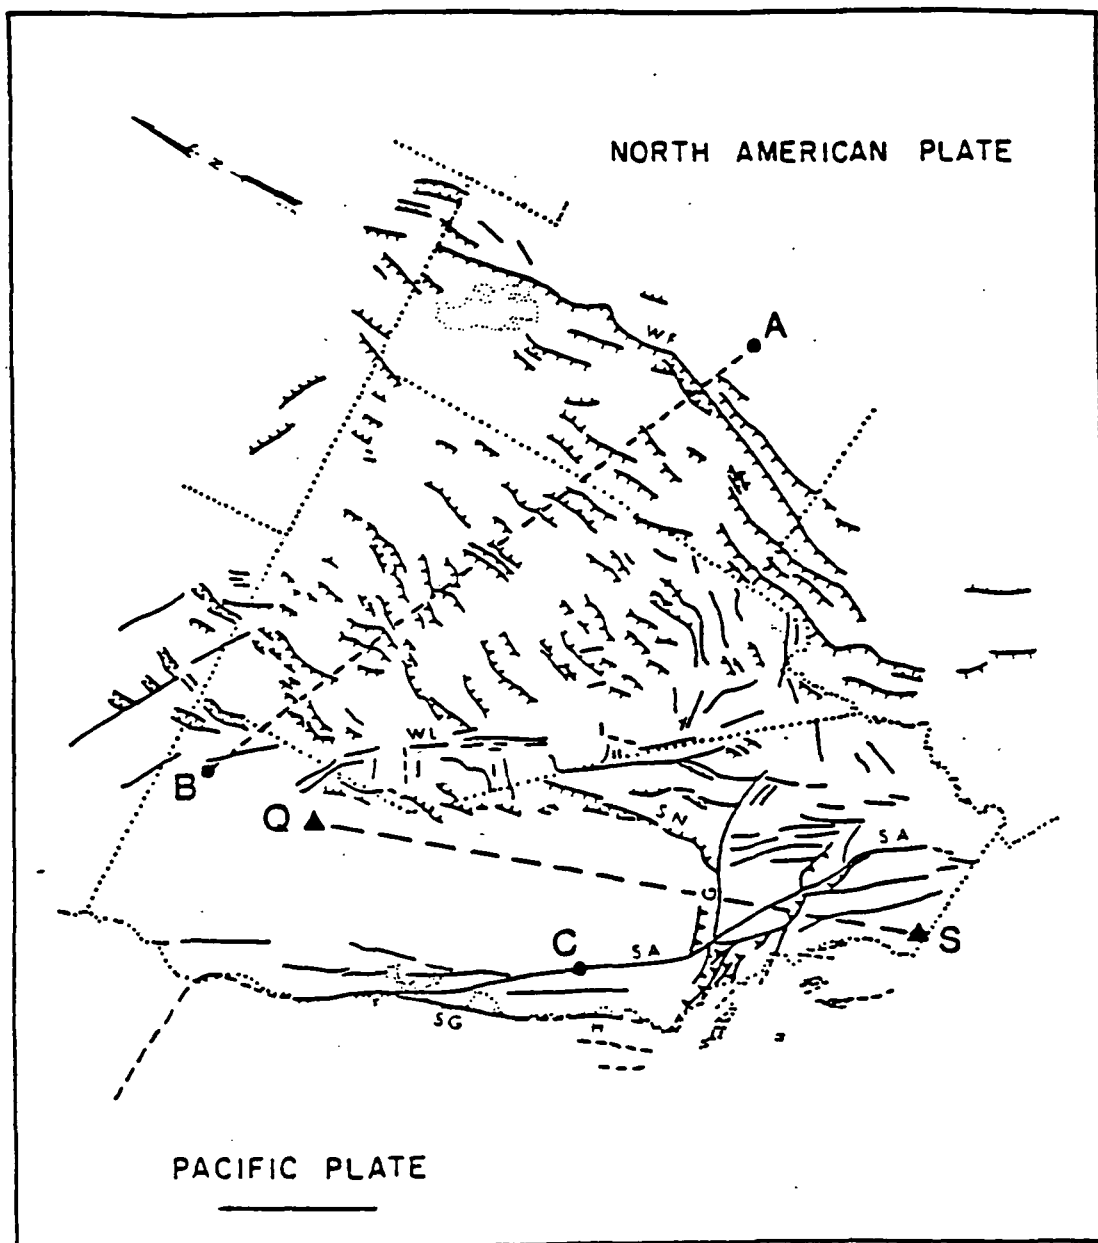 NORTH AMERICAN PLATE
N
A
WF
B
WL
Q
SN
SA
G
C
SA
S
SG
H
PACIFIC PLATE